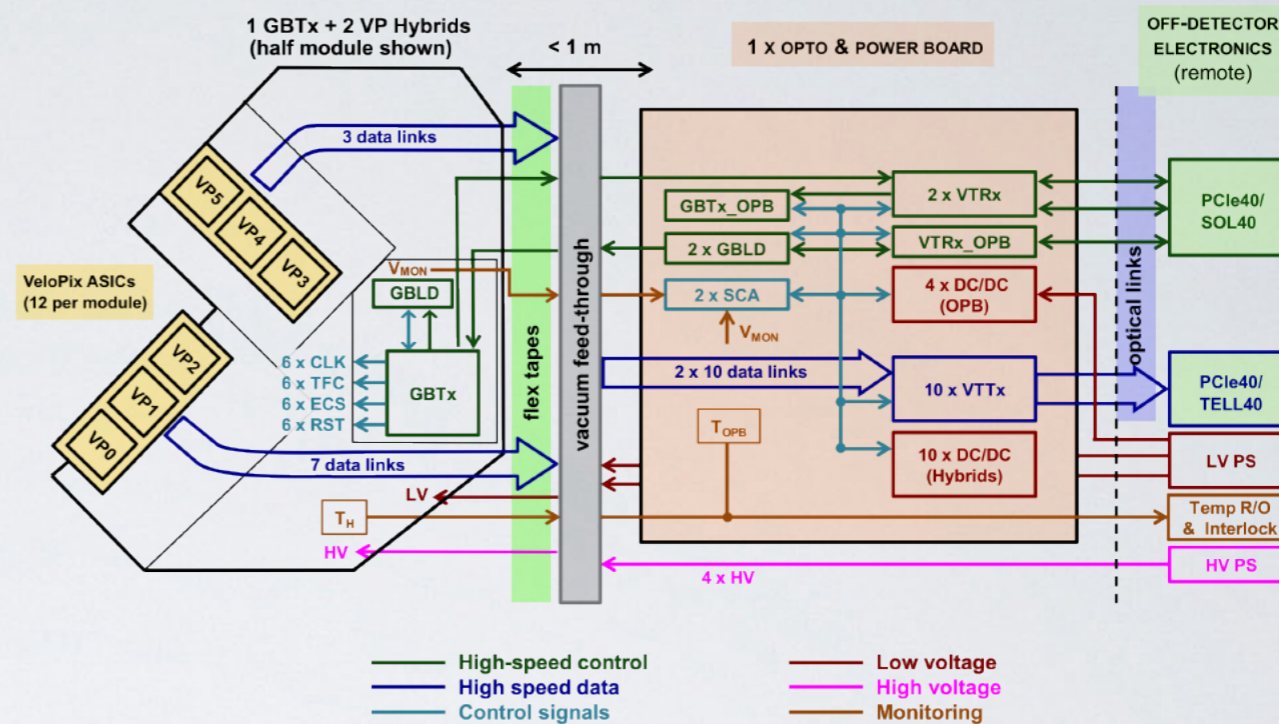 1 GBTx + 2 VP Hybrids
(half module shown)
< 1 m
1 X OPTO & POWER BOARD
OFF-DETECTOR
ELECTRONICS
(remote)
3 data links
VP5
VP4
VP3
VeloPix ASICs
(12 per module)
VP2
VP1
VP0
7 data links
VMON
GBLD
GBTx
6 x CLK
6 x TFC
6 x ECS
6 x RST
LV
TH
HV
flex tapes
vacuum feed-through
GBTx_OPB
2 x GBLD
2 x SCA
VMON
2 x 10 data links
TOPB
2 x VTRx
VTRx_OPB
4 x DC/DC
(OPB)
10 x VTTx
10 x DC/DC
(Hybrids)
4 x HV
optical links
PCIe40/
SOL40
PCIe40/
TELL40
LV PS
Temp R/O
& Interlock
HV PS
High-speed control
High speed data
Control signals
Low voltage
High voltage
Monitoring